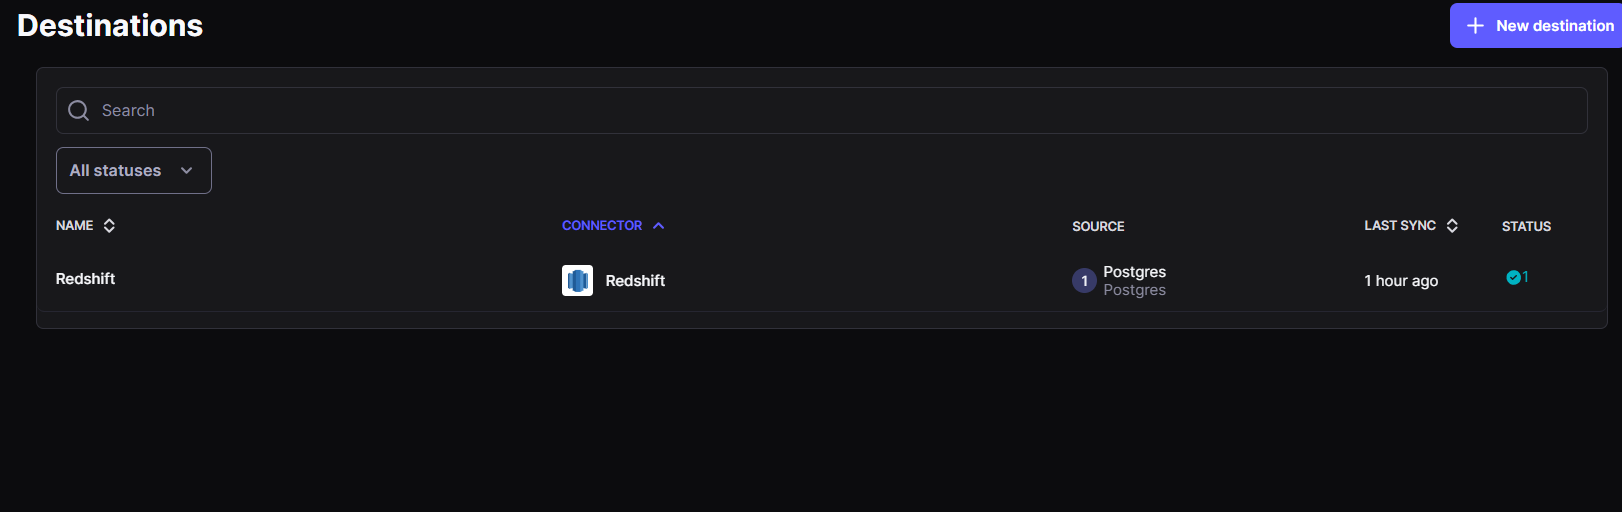 Destinations
New destination
Search
All statuses
NAME CONNECTOR SOURCE LAST SYNC STATUS
Redshift Redshift 1 Postgres 1 hour ago 1
Postgres